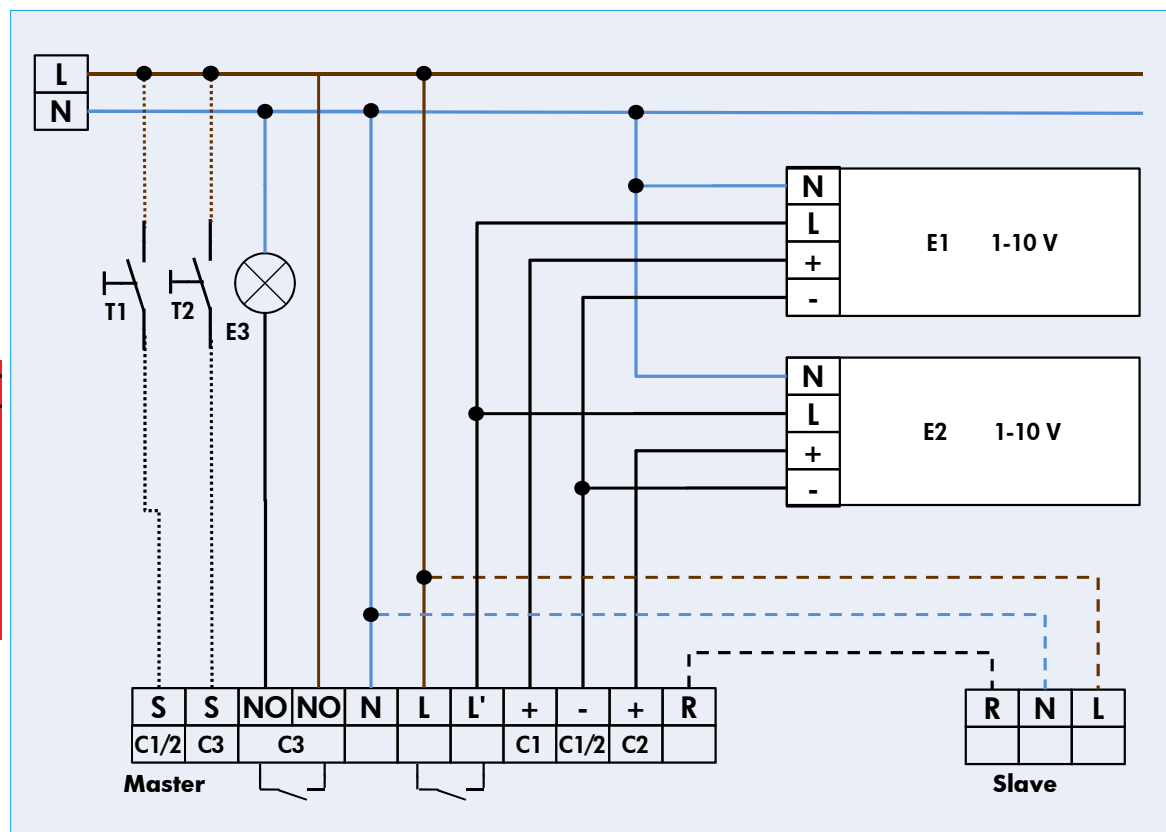 L
N
N
L
E1 1-10 V
+
-
T1
T2
E3
N
L
E2 1-10 V
+
-
S S NO NO N L L' + - + R
C1/2 C3 C3 C1 C1/2 C2
Master
R N L
Slave